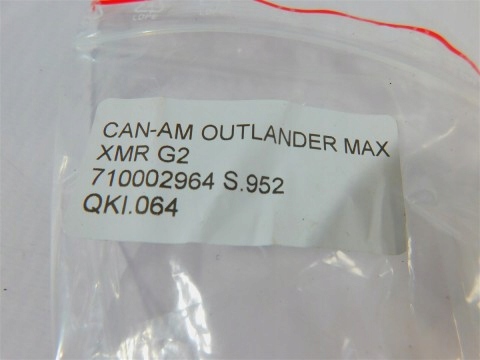 CAN-AM OUTLANDER MAX
XMR G2
710002964 S.952
QKI.064